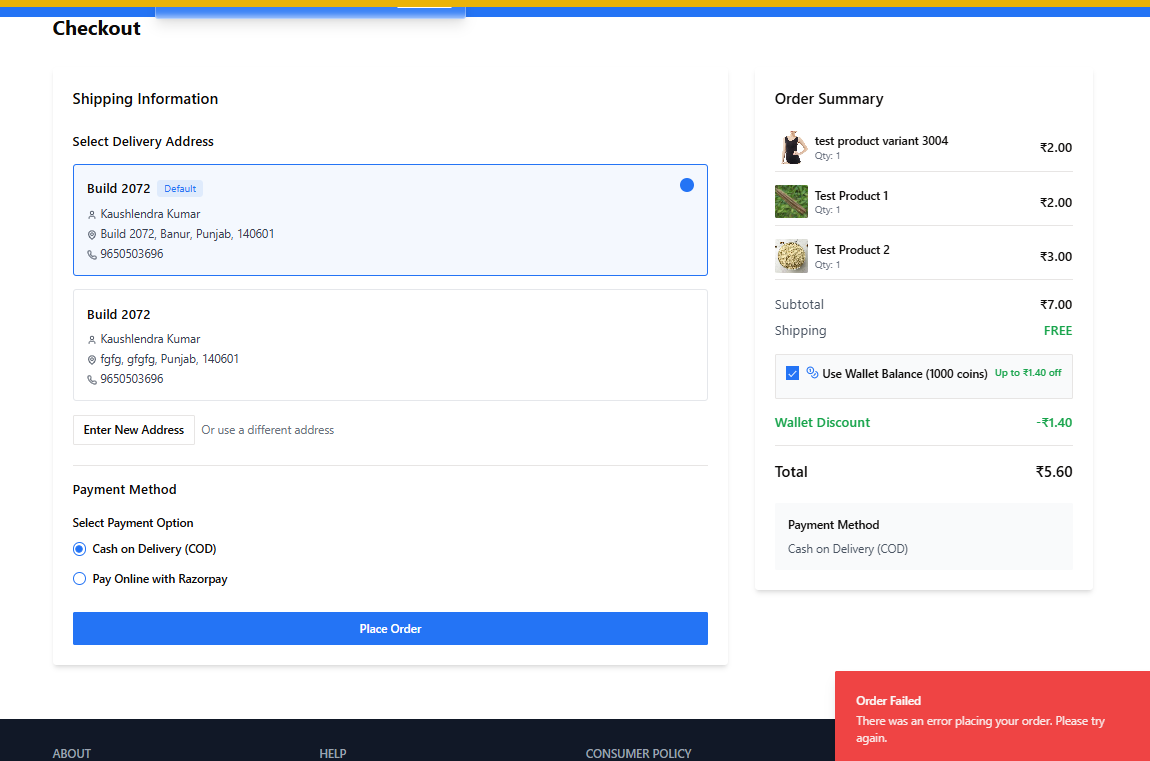 Checkout
Shipping Information
Select Delivery Address
Build 2072 Default
Kaushlendra Kumar
Build 2072, Banur, Punjab, 140601
9650503696
Build 2072
Kaushlendra Kumar
fgfg, gfgfg, Punjab, 140601
9650503696
Enter New Address Or use a different address
Payment Method
Select Payment Option
Cash on Delivery (COD)
Pay Online with Razorpay
Place Order
Order Summary
test product variant 3004
Qty: 1
₹2.00
Test Product 1
Qty: 1
₹2.00
Test Product 2
Qty: 1
₹3.00
Subtotal ₹7.00
Shipping FREE
Use Wallet Balance (1000 coins) Up to ₹1.40 off
Wallet Discount -₹1.40
Total ₹5.60
Payment Method
Cash on Delivery (COD)
Order Failed
There was an error placing your order. Please try
again.
ABOUT HELP CONSUMER POLICY